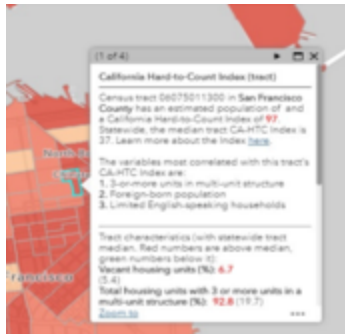 (1 of 4)
California Hard-to-Count Index (tract)
Census tract 06075011300 in San Francisco
County has an estimated population of and
a California Hard-to-Count Index of 97.
Statewide, the median tract CA-HTC Index is
37. Learn more about the Index here.
The variables most correlated with this tract's
CA-HTC Index are:
1. 3-or-more units in multi-unit structure
2. Foreign-born population
3. Limited English-speaking households
Tract characteristics (with statewide tract
median. Red numbers are above median,
green numbers below it):
Vacant housing units (%): 6.7
(5.4)
Total housing units with 3 or more units in a
multi-unit structure (%): 92.8 (19.7)
Zoom to
•••
North
Francisco